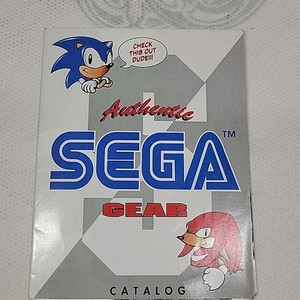 CHECK
THIS OUT
DUDE!!!
Authentic
SEGA™
GEAR
CATALOG